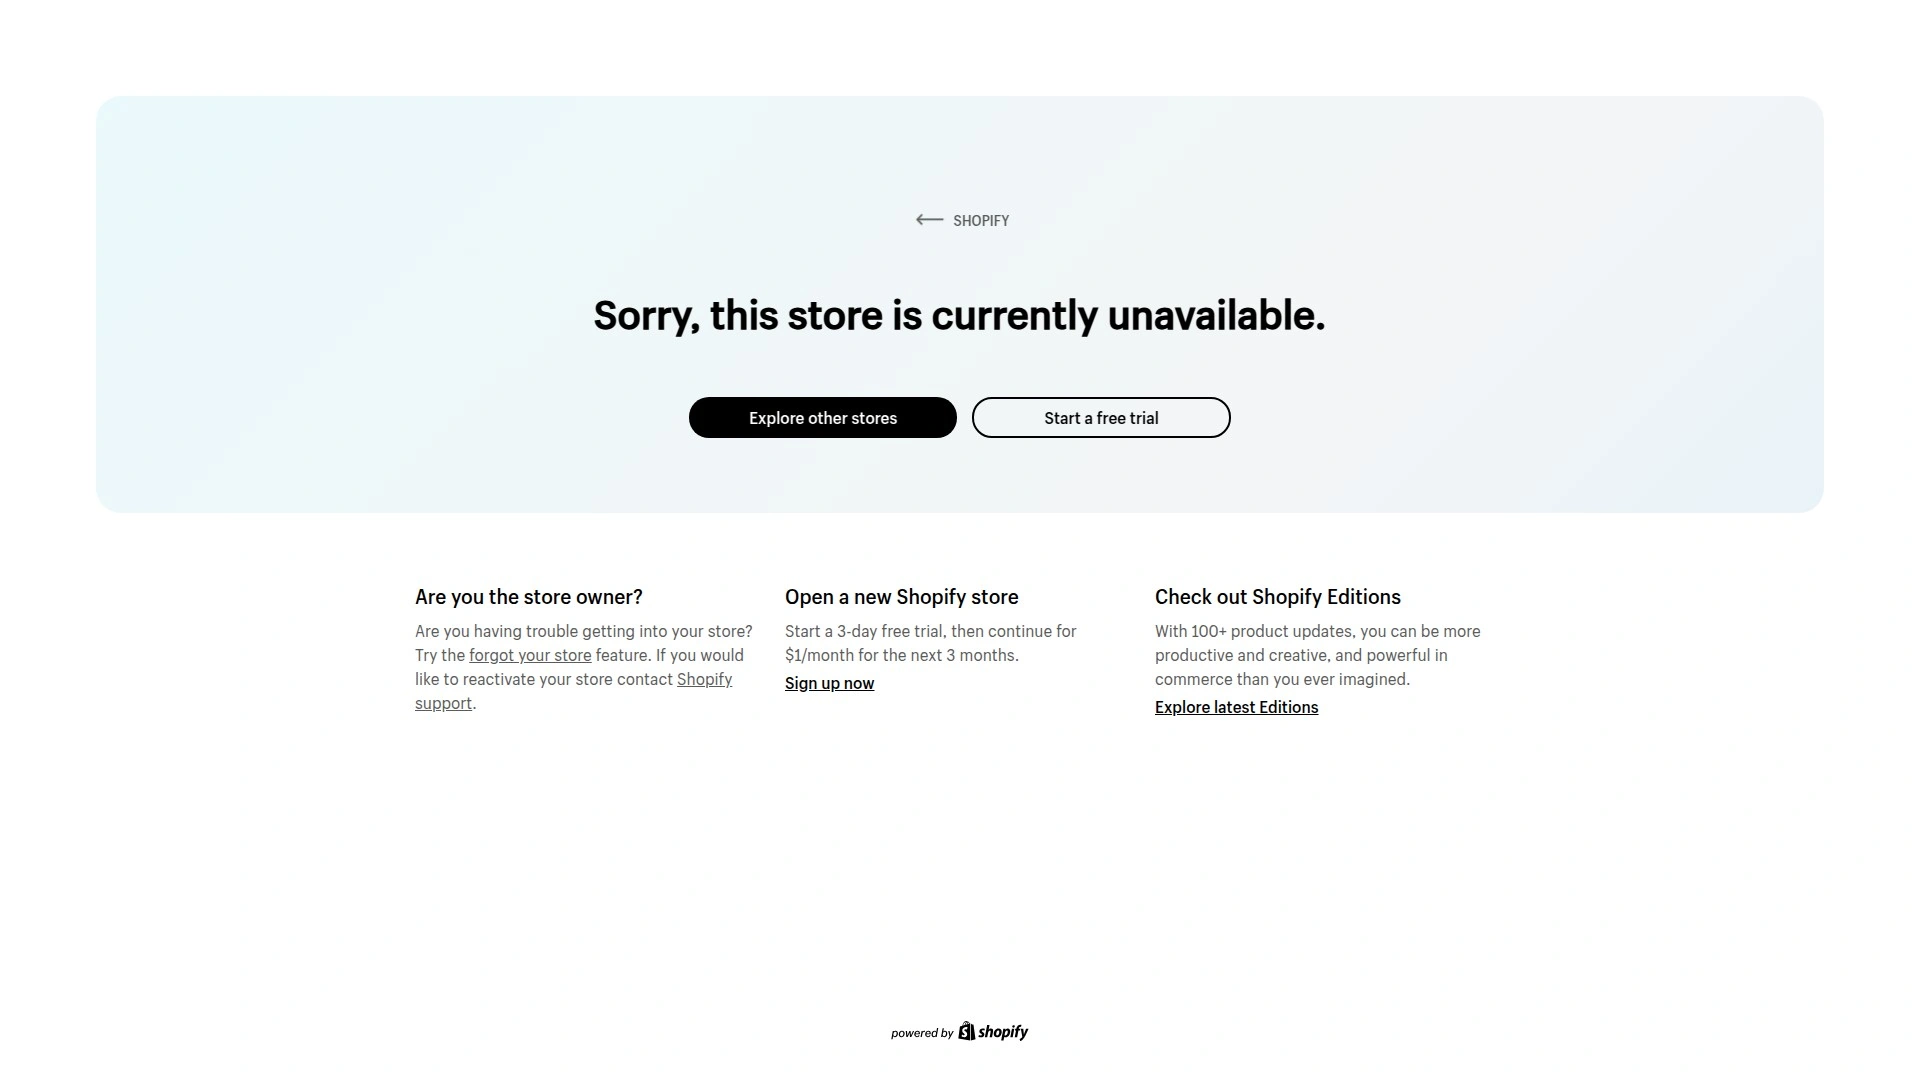 SHOPIFY
Sorry, this store is currently unavailable.
Explore other stores
Start a free trial
Are you the store owner?
Are you having trouble getting into your store?
Try the forgot your store feature. If you would
like to reactivate your store contact Shopify
support.
Open a new Shopify store
Start a 3-day free trial, then continue for
$1/month for the next 3 months.
Sign up now
Check out Shopify Editions
With 100+ product updates, you can be more
productive and creative, and powerful in
commerce than you ever imagined.
Explore latest Editions
powered by shopify